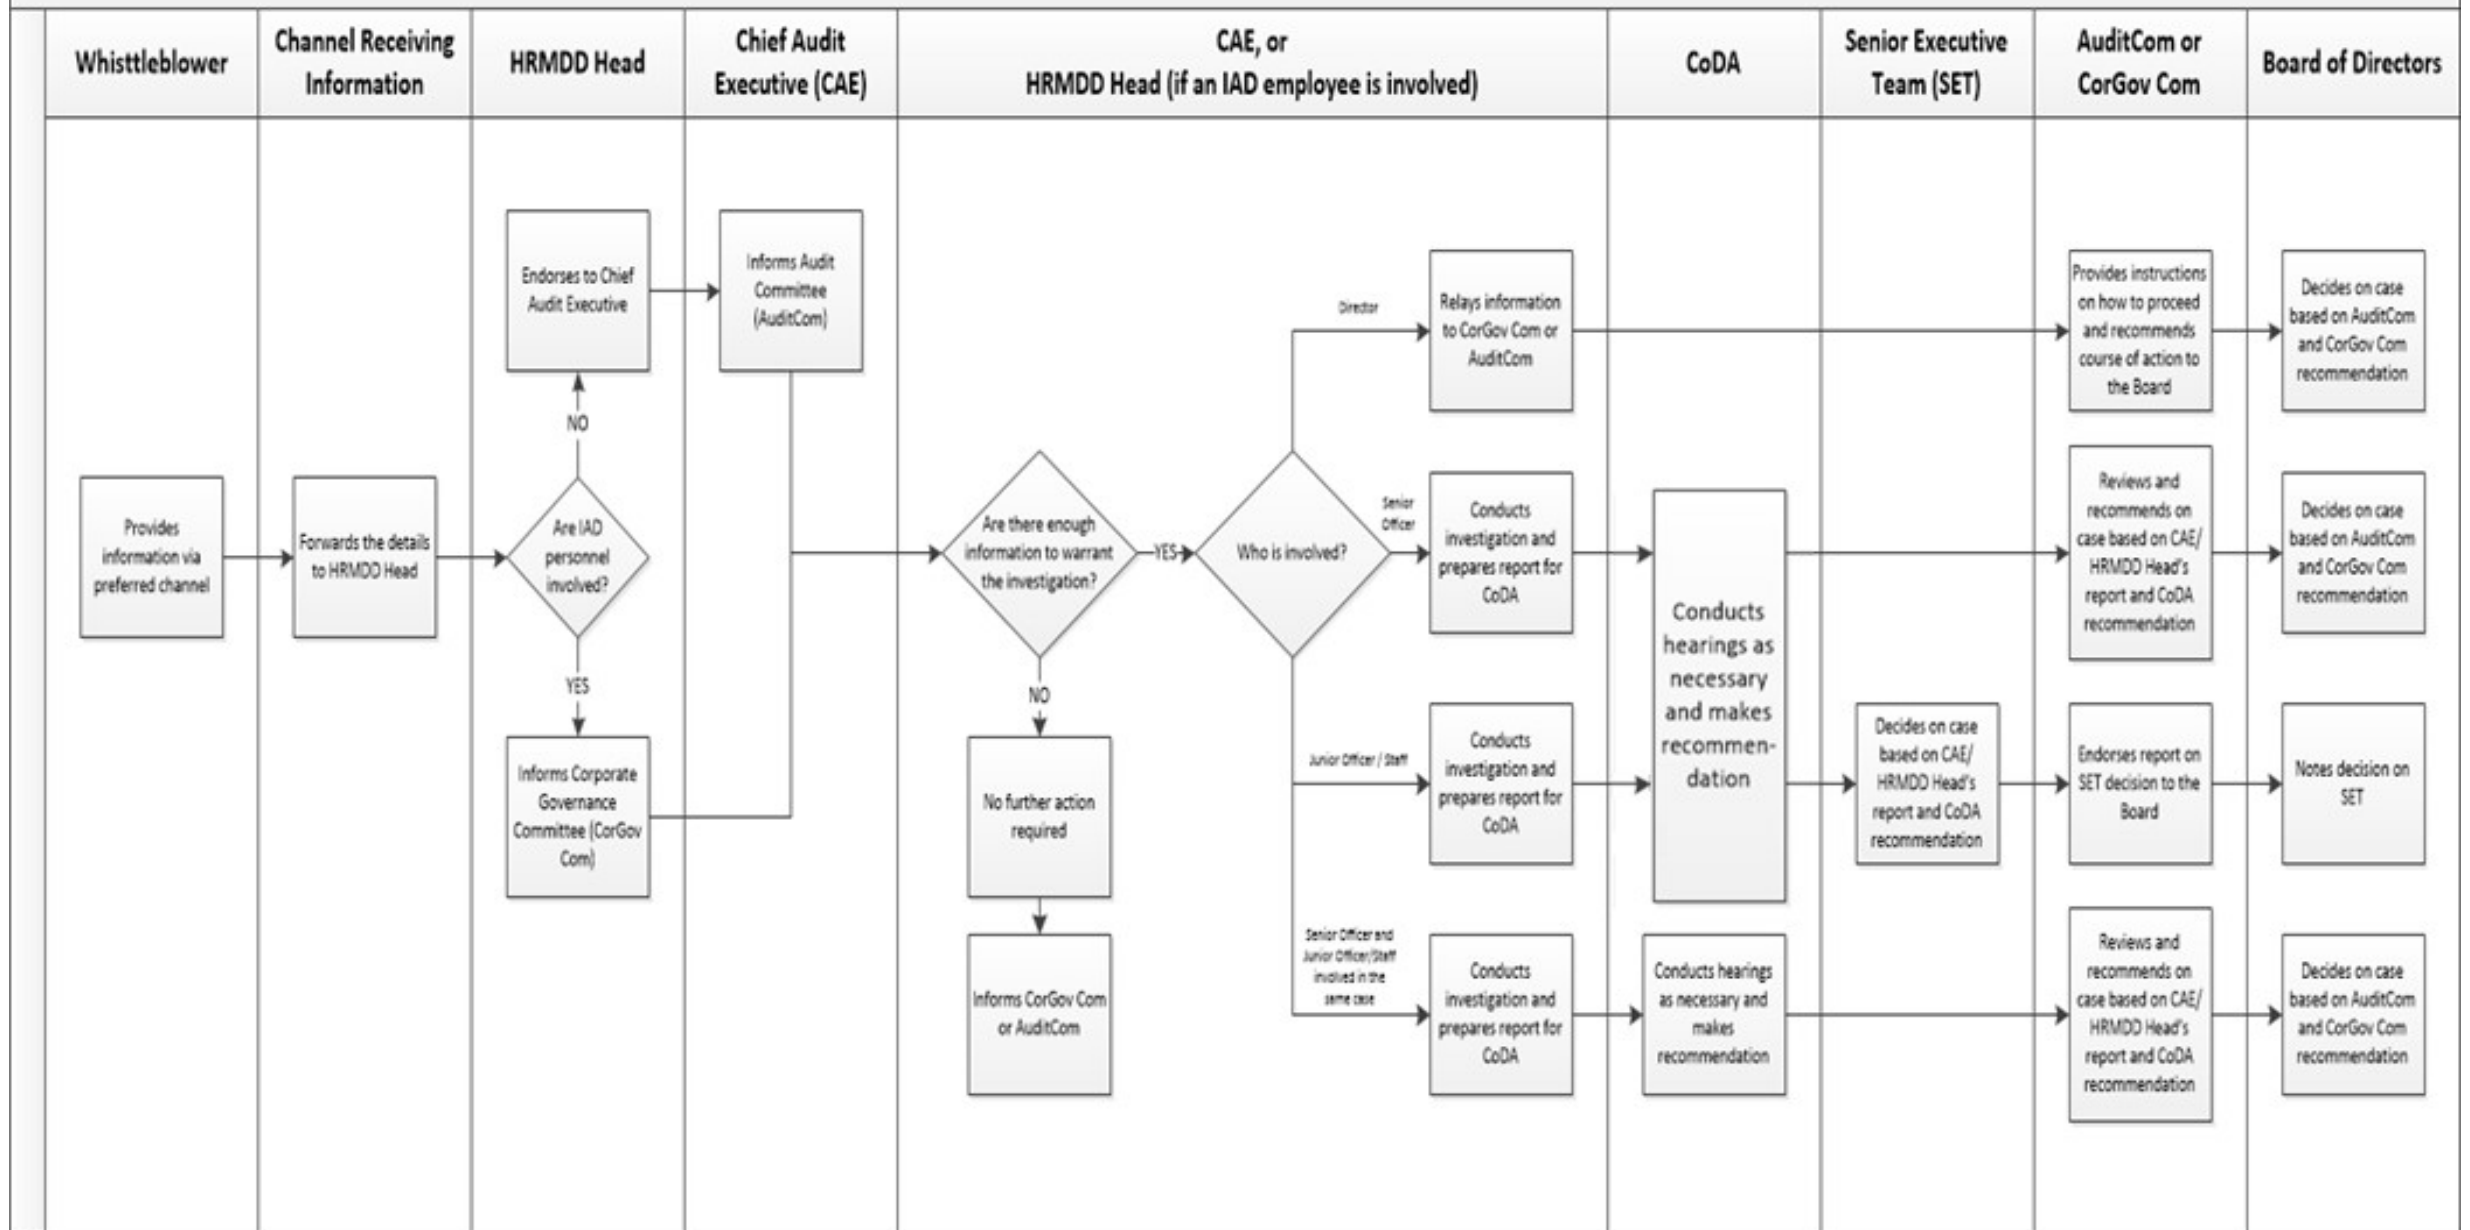 Whisttleblower
Channel Receiving
Information
HRMDD Head
Chief Audit
Executive (CAE)
CAE, or
HRMDD Head (if an IAD employee is involved)
CoDA
Senior Executive
Team (SET)
AuditCom or
CorGov Com
Board of Directors
Provides
information via
preferred channel
Forwards the details
to HRMDD Head
Endorses to Chief
Audit Executive
NO
Are IAD
personnel
involved?
YES
Informs Corporate
Governance
Committee (CorGov
Com)
Informs Audit
Committee
(AuditCom)
Are there enough
information to warrant
the investigation?
YES
NO
No further action
required
Informs CorGov Com
or AuditCom
Who is involved?
Director
Relays information
to CorGov Com or
AuditCom
Provides instructions
on how to proceed
and recommends
course of action to
the Board
Decides on case
based on AuditCom
and CorGov Com
recommendation
Senior
Officer
Conducts
investigation and
prepares report for
CoDA
Conducts
hearings as
necessary
and makes
recommen-
dation
Reviews and
recommends on
case based on CAE/
HRMDD Head's
report and CoDA
recommendation
Decides on case
based on AuditCom
and CorGov Com
recommendation
Junior Officer / Staff
Conducts
investigation and
prepares report for
CoDA
Decides on case
based on CAE/
HRMDD Head's
report and CoDA
recommendation
Endorses report on
SET decision to the
Board
Notes decision on
SET
Senior Officer and
Junior Officer/Staff
involved in the
same case
Conducts
investigation and
prepares report for
CoDA
Conducts hearings
as necessary and
makes
recommendation
Reviews and
recommends on
case based on CAE/
HRMDD Head's
report and CoDA
recommendation
Decides on case
based on AuditCom
and CorGov Com
recommendation